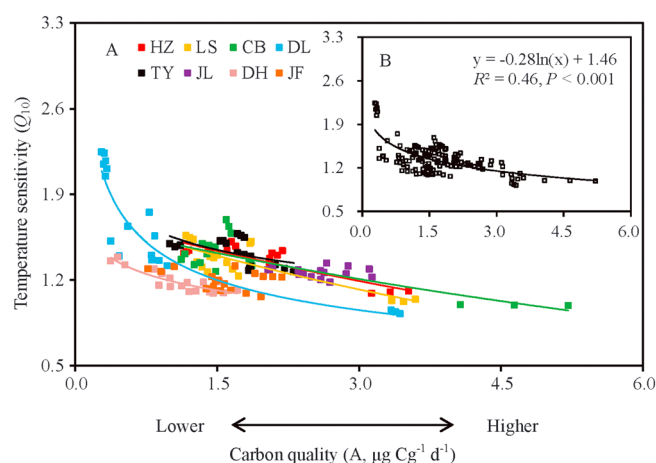 3.3
2.6
1.9
1.2
0.5
Temperature sensitivity (Q10)
A
HZ LS CB DL
TY JL DH JF
3.3
2.6
1.9
1.2
0.5
B
y = -0.28ln(x) + 1.46
R² = 0.46, P < 0.001
0.0 1.5 3.0 4.5 6.0
0.0 1.5 3.0 4.5 6.0
Lower Higher
Carbon quality (A, μg Cg⁻¹ d⁻¹)